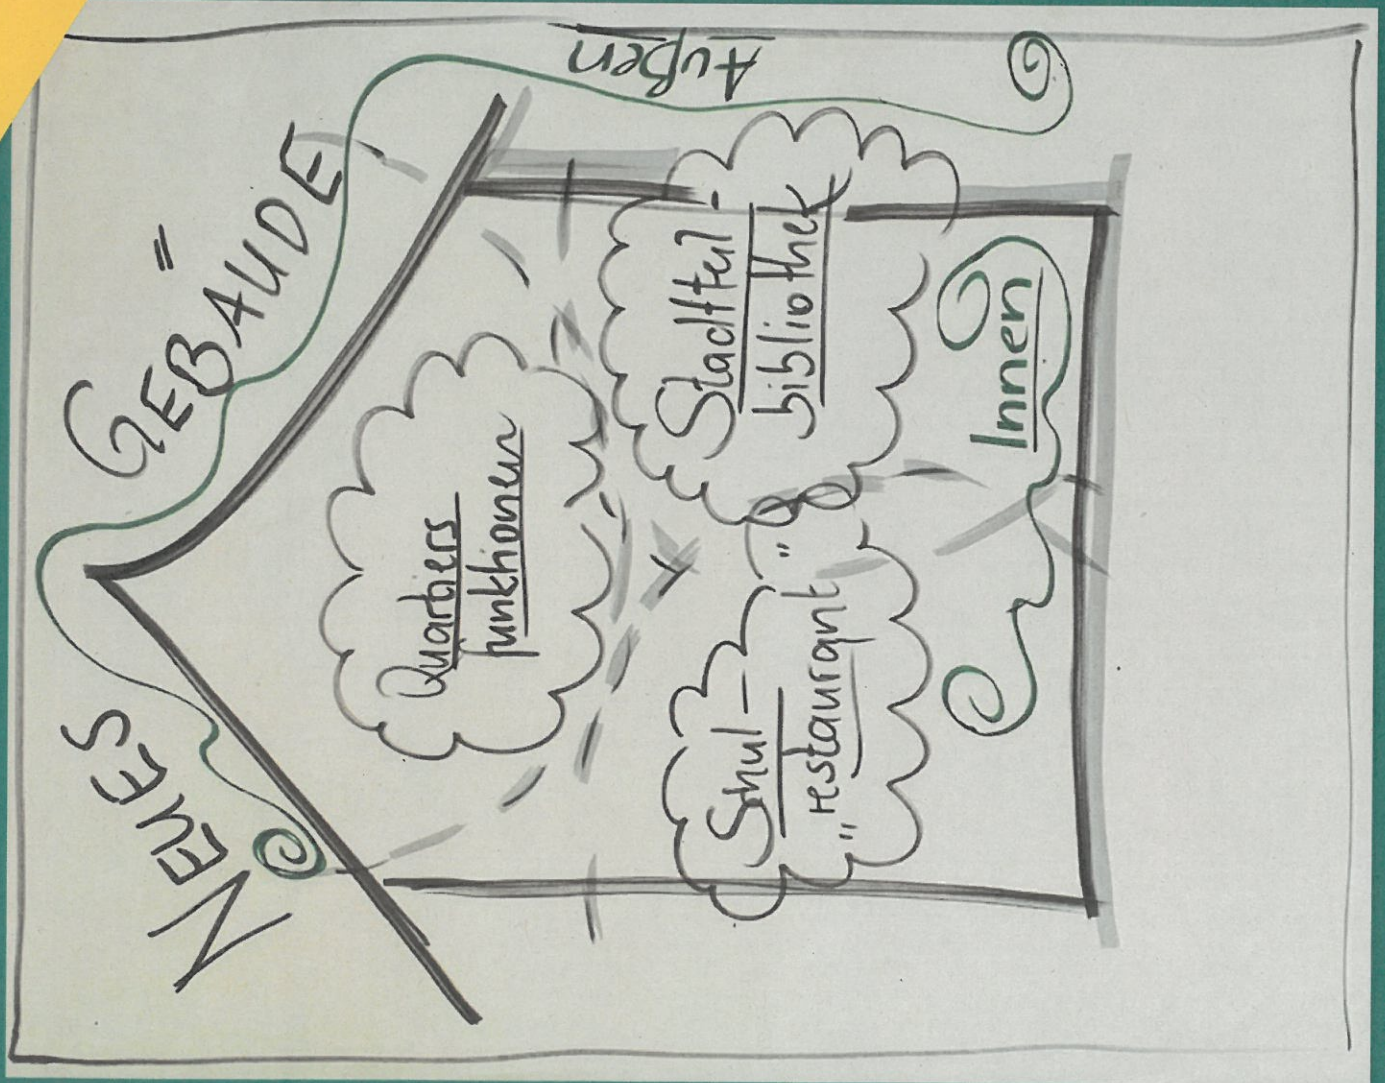 NEUES GEBÄUDE
Außen
Quartiers
funktionen
Stadtteil-
bibliothek
Schul-
"restaurant"
Innen